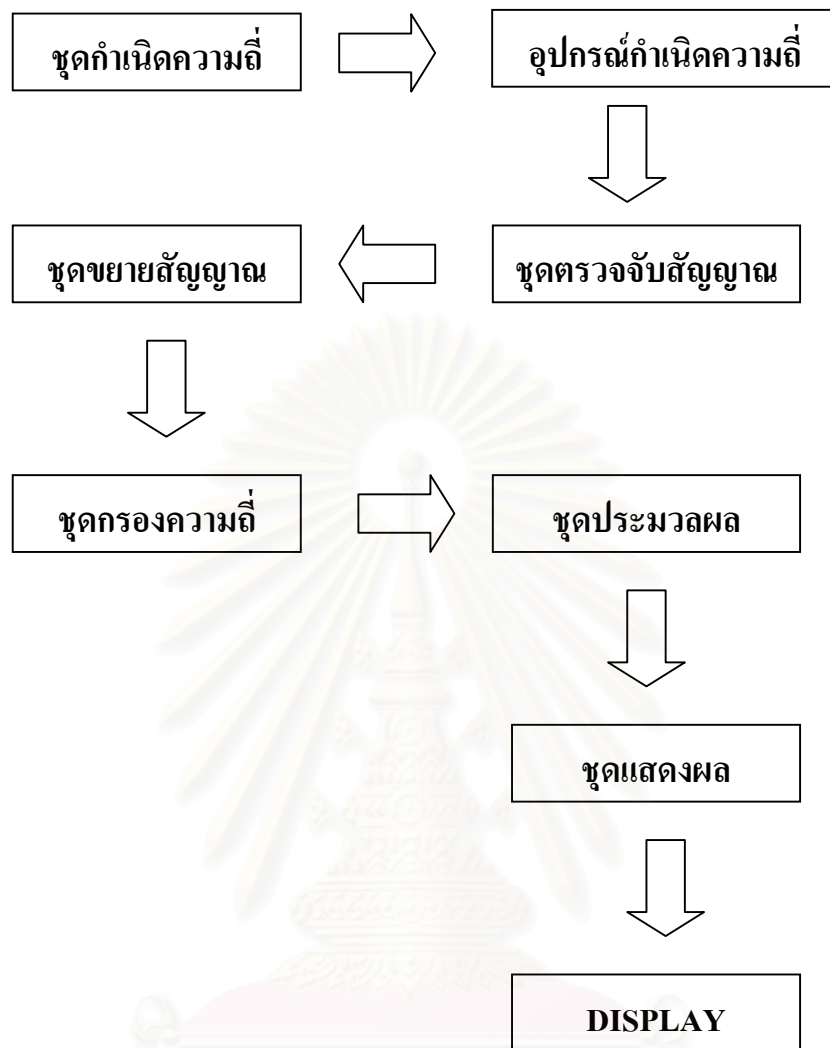 ชุดกำเนิดความถี่
อุปกรณ์กำเนิดความถี่
ชุดตรวจจับสัญญาณ
ชุดขยายสัญญาณ
ชุดกรองความถี่
ชุดประมวลผล
ชุดแสดงผล
DISPLAY